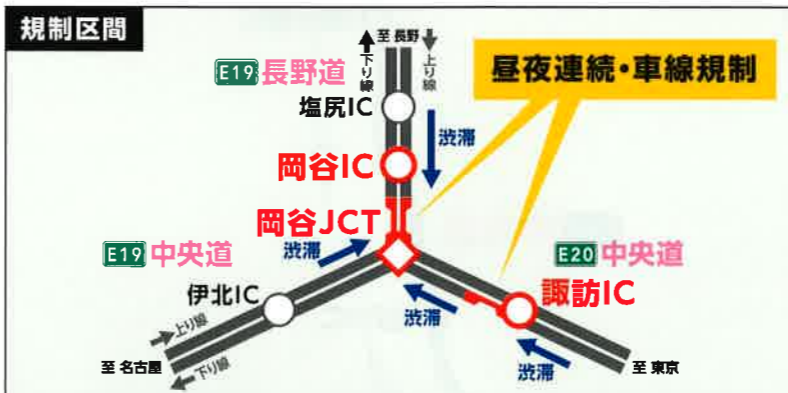 規制区間
至 長野
下り線
上り線
E19 長野道
昼夜連続・車線規制
塩尻IC
渋滞
岡谷IC
岡谷JCT
E19 中央道
渋滞
E20 中央道
伊北IC
諏訪IC
渋滞
上り線
至 名古屋
下り線
渋滞
至 東京